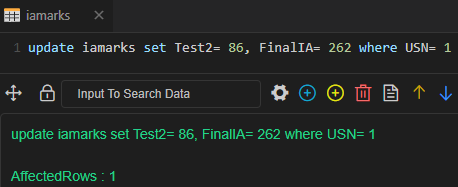 iamarks
1 update iamarks set Test2= 86, FinalIA= 262 where USN= 1
Input To Search Data
update iamarks set Test2= 86, FinalIA= 262 where USN= 1
AffectedRows : 1